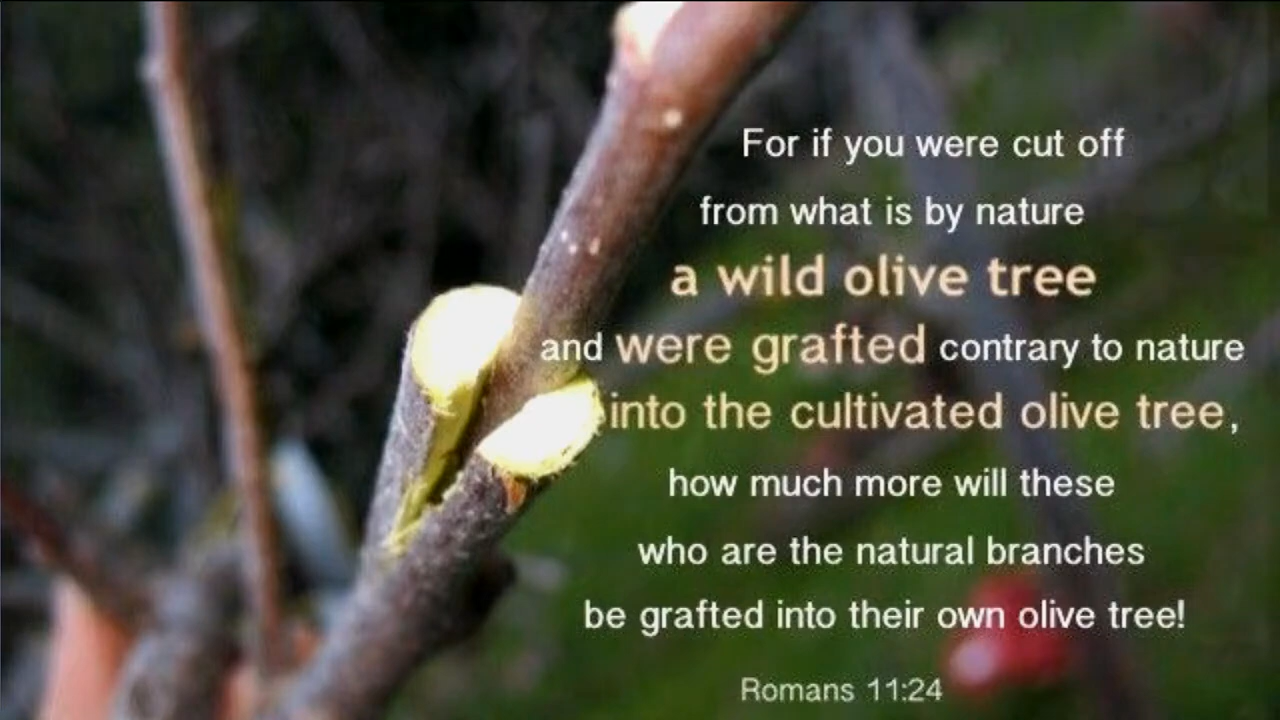 For if you were cut off
from what is by nature
a wild olive tree
and were grafted contrary to nature
into the cultivated olive tree,
how much more will these
who are the natural branches
be grafted into their own olive tree!
Romans 11:24